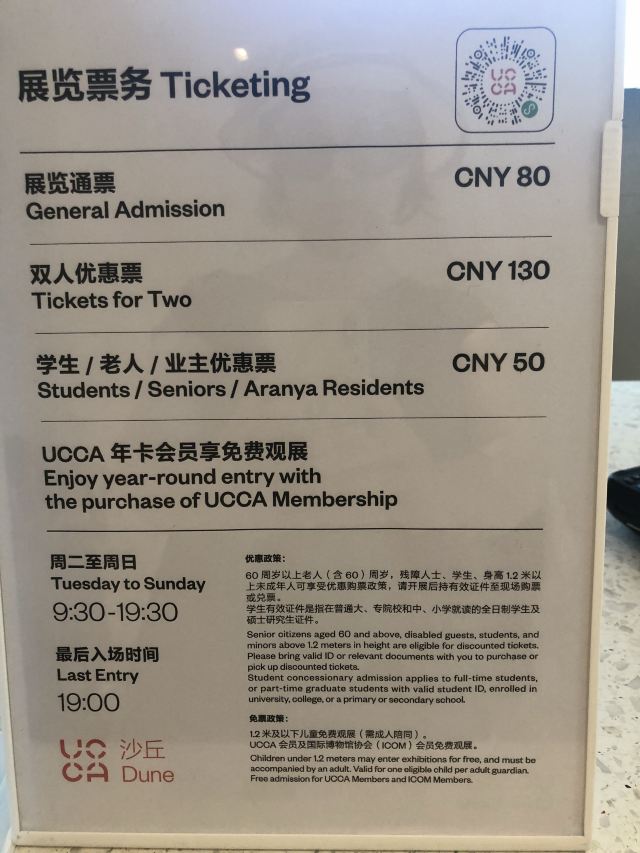 展览票务 Ticketing
UC
CA
展览通票
CNY 80
General Admission
双人优惠票
CNY 130
Tickets for Two
学生 / 老人 / 业主优惠票
CNY 50
Students / Seniors / Aranya Residents
UCCA 年卡会员享免费观展
Enjoy year-round entry with
the purchase of UCCA Membership
周二至周日
Tuesday to Sunday
9:30-19:30
最后入场时间
Last Entry
19:00
UC
CA
沙丘
Dune
优惠政策：
60 周岁以上老人（含 60）周岁，残障人士、学生、身高 1.2 米以
上未成年人可享受优惠购票政策，请开展后持有效证件至现场购票
或兑票。
学生有效证件是指在普通大、专院校和中、小学就读的全日制学生及
硕士研究生证件。
Senior citizens aged 60 and above, disabled guests, students, and
minors above 1.2 meters in height are eligible for discounted tickets.
Please bring valid ID or relevant documents with you to purchase or
pick up discounted tickets.
Student concessionary admission applies to full-time students,
or part-time graduate students with valid student ID, enrolled in
university, college, or a primary or secondary school.
免票政策：
1.2 米及以下儿童免费观展（需成人陪同）。
UCCA 会员及国际博物馆协会（ICOM）会员免费观展。
Children under 1.2 meters may enter exhibitions for free, and must be
accompanied by an adult. Valid for one eligible child per adult guardian.
Free admission for UCCA Members and ICOM Members.